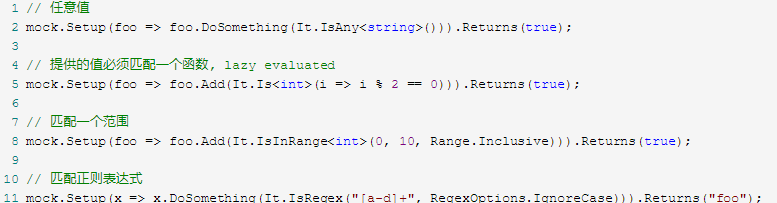 1 // 任意值
2 mock.Setup(foo => foo.DoSomething(It.IsAny<string>())).Returns(true);
3
4 // 提供的值必须匹配一个函数, lazy evaluated
5 mock.Setup(foo => foo.Add(It.Is<int>(i => i % 2 == 0))).Returns(true);
6
7 // 匹配一个范围
8 mock.Setup(foo => foo.Add(It.IsInRange<int>(0, 10, Range.Inclusive))).Returns(true);
9
10 // 匹配正则表达式
11 mock.Setup(x => x.DoSomething(It.IsRegex("[a-d]+", RegexOptions.IgnoreCase))).Returns("foo");